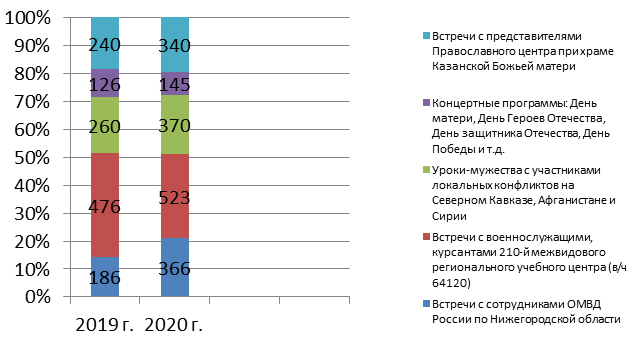 100%
90%
80%
70%
60%
50%
40%
30%
20%
10%
0%
240
126
260
476
186
340
145
370
523
366
2019 г.
2020 г.
Встречи с представителями
Православного центра при храме
Казанской Божьей матери
Концертные программы: День
матери, День Героев Отечества,
День защитника Отечества, День
Победы и т.д.
Уроки-мужества с участниками
локальных конфликтов на
Северном Кавказе, Афганистане и
Сирии
Встречи с военнослужащими,
курсантами 210-й межвидового
регионального учебного центра (в/ч
64120)
Встречи с сотрудниками ОМВД
России по Нижегородской области